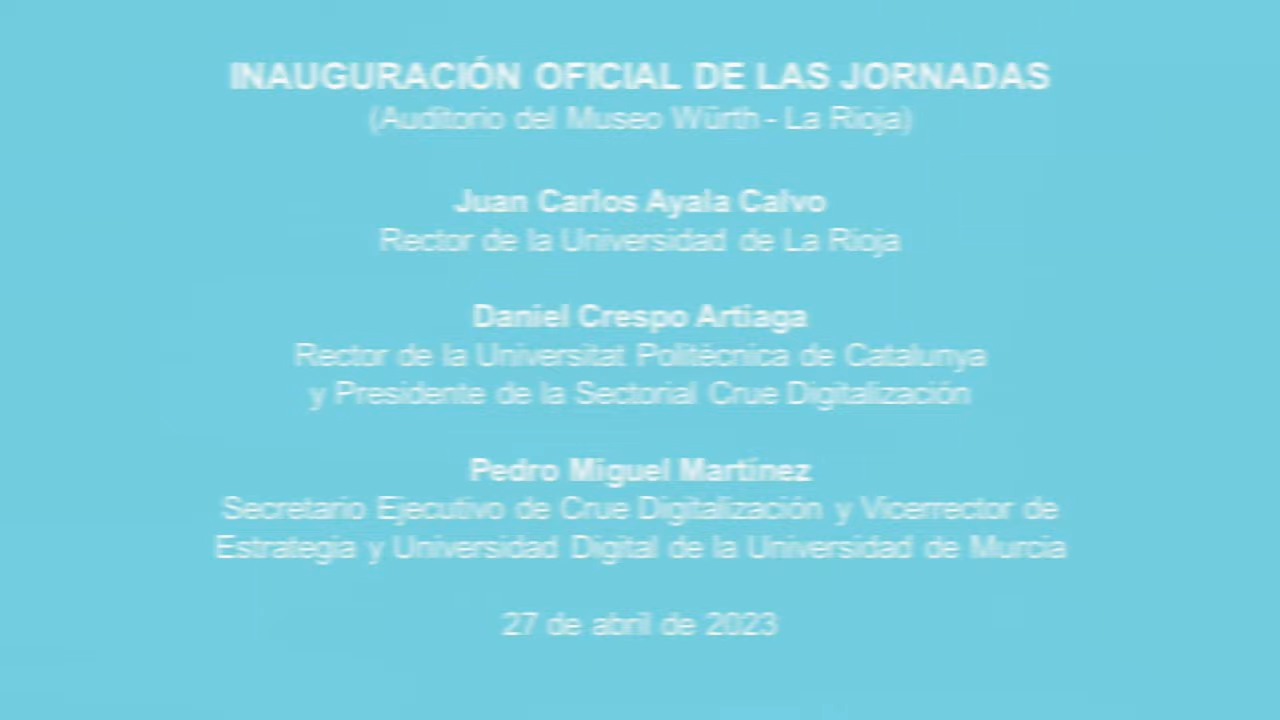 INAUGURACIÓN OFICIAL DE LAS JORNADAS
(Auditorio del Museo Würth - La Rioja)
Juan Carlos Ayala Calvo
Rector de la Universidad de La Rioja
Daniel Crespo Artiaga
Rector de la Universitat Politècnica de Catalunya
y Presidente de la Sectorial Crue Digitalización
Pedro Miguel Martínez
Secretario Ejecutivo de Crue Digitalización y Vicerrector de
Estrategia y Universidad Digital de la Universidad de Murcia
27 de abril de 2023